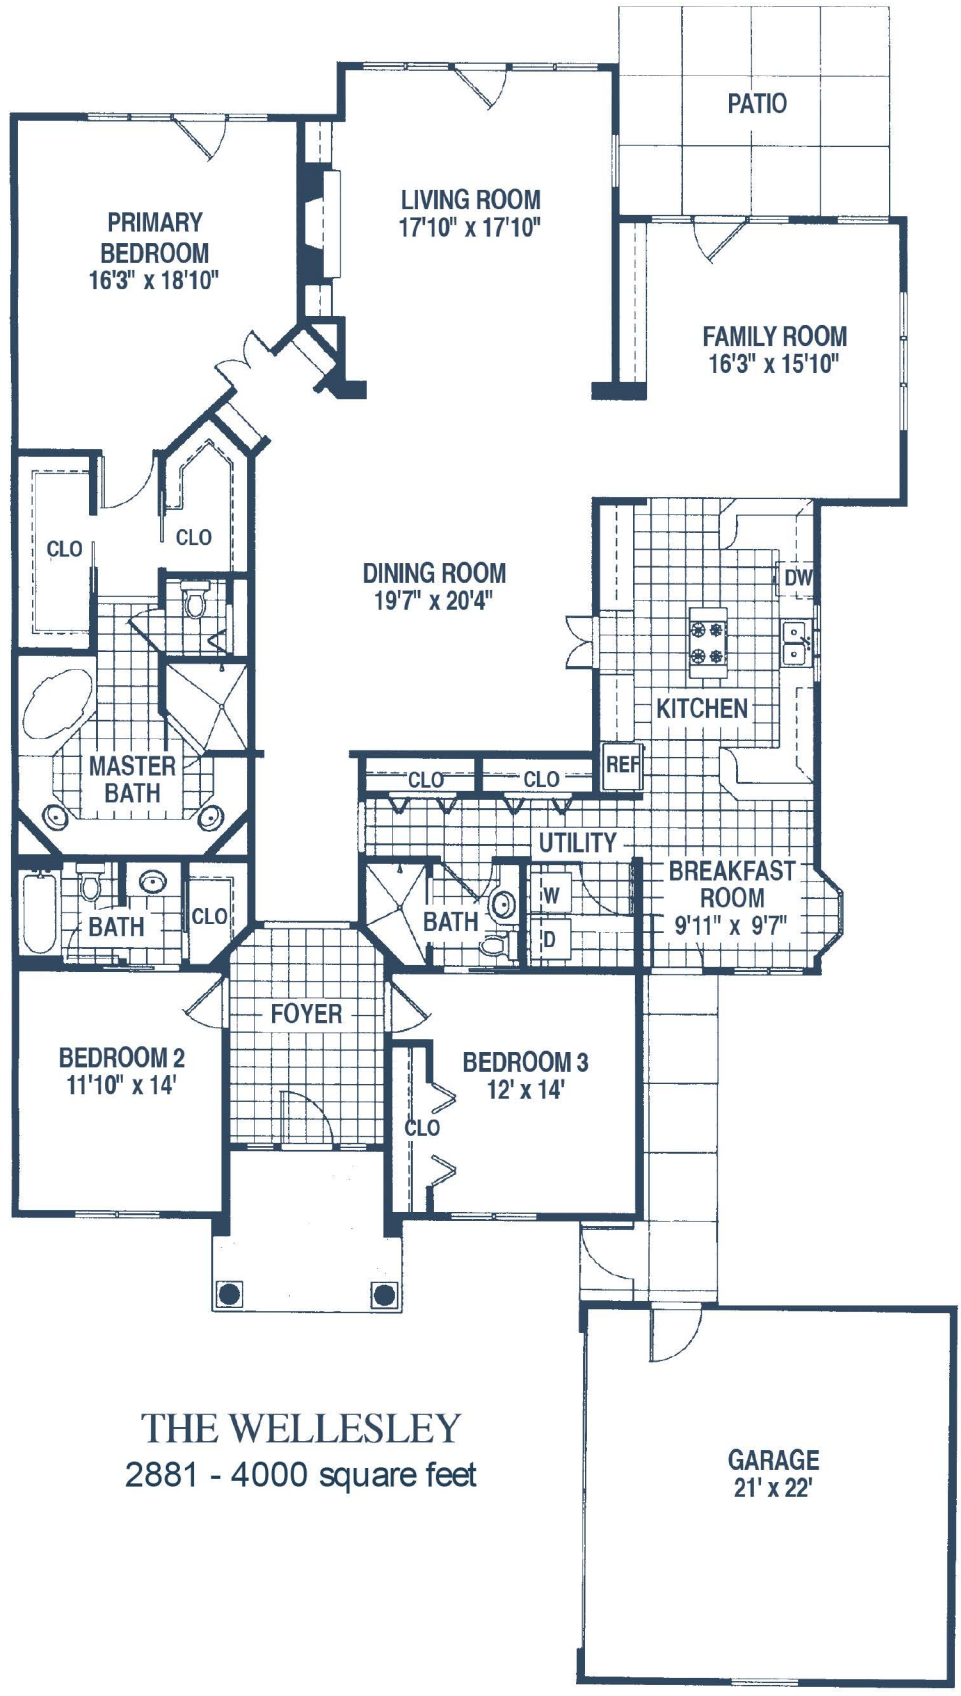 PATIO
LIVING ROOM
17'10" x 17'10"
PRIMARY
BEDROOM
16'3" x 18'10"
FAMILY ROOM
16'3" x 15'10"
CLO
CLO
DINING ROOM
19'7" x 20'4"
DW
KITCHEN
MASTER
BATH
REF
CLO
CLO
UTILITY
BREAKFAST
ROOM
9'11" x 9'7"
BATH
CLO
BATH
W
D
FOYER
BEDROOM 2
11'10" x 14'
BEDROOM 3
12' x 14'
CLO
THE WELLESLEY
2881 - 4000 square feet
GARAGE
21' x 22'